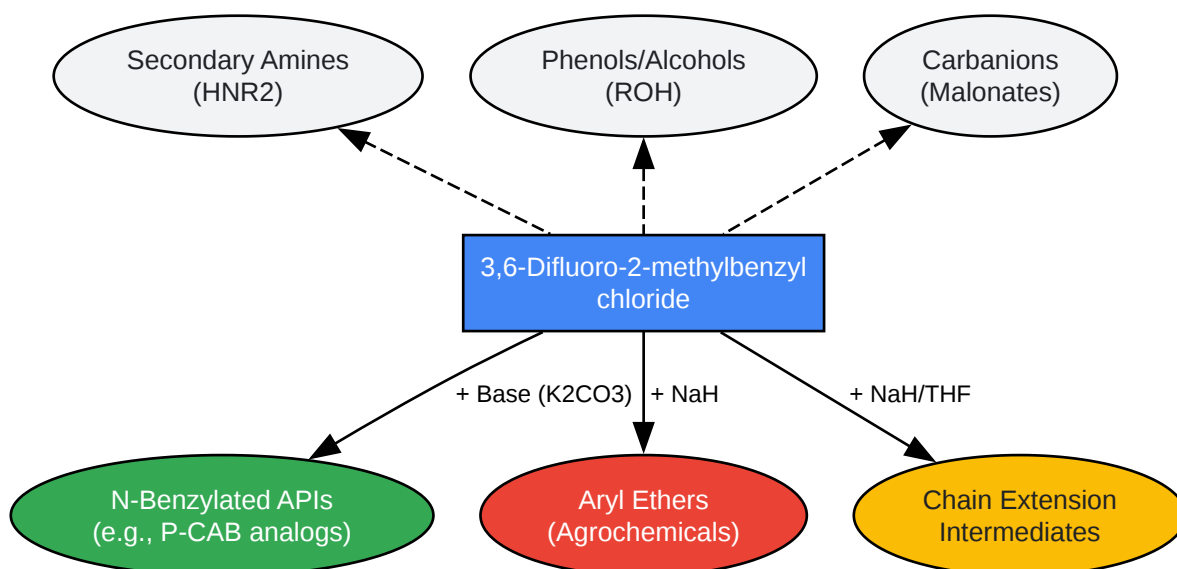 Secondary Amines
(HNR2)
Phenols/Alcohols
(ROH)
Carbanions
(Malonates)
3,6-Difluoro-2-methylbenzyl
chloride
+ Base (K2CO3)
+ NaH
+ NaH/THF
N-Benzylated APIs
(e.g., P-CAB analogs)
Aryl Ethers
(Agrochemicals)
Chain Extension
Intermediates